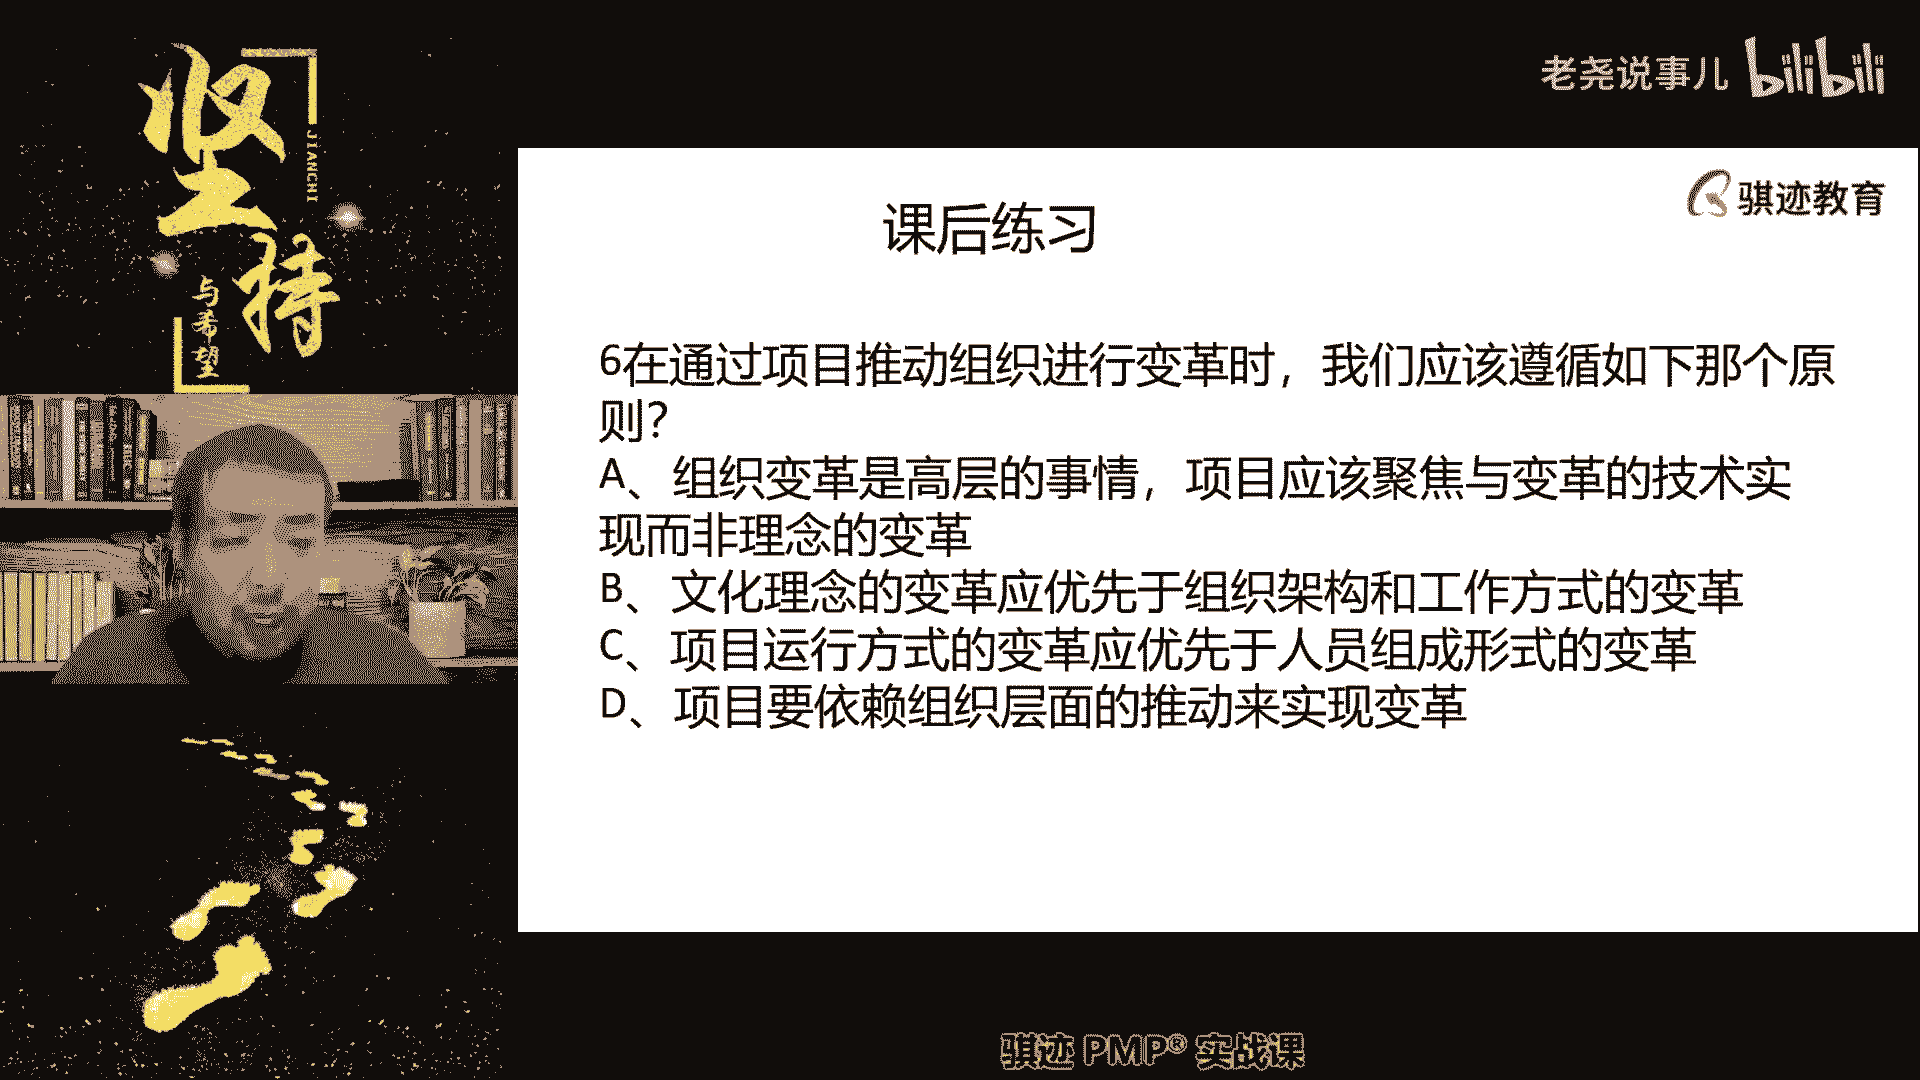 坚持
JIANCHI
与希望
老尧说事儿 bilibili
骐迹教育
课后练习
6在通过项目推动组织进行变革时，我们应该遵循如下那个原
则？
A、组织变革是高层的事情，项目应该聚焦与变革的技术实
现而非理念的变革
B、文化理念的变革应优先于组织架构和工作方式的变革
C、项目运行方式的变革应优先于人员组成形式的变革
D、项目要依赖组织层面的推动来实现变革
骐迹 PMP® 实战课